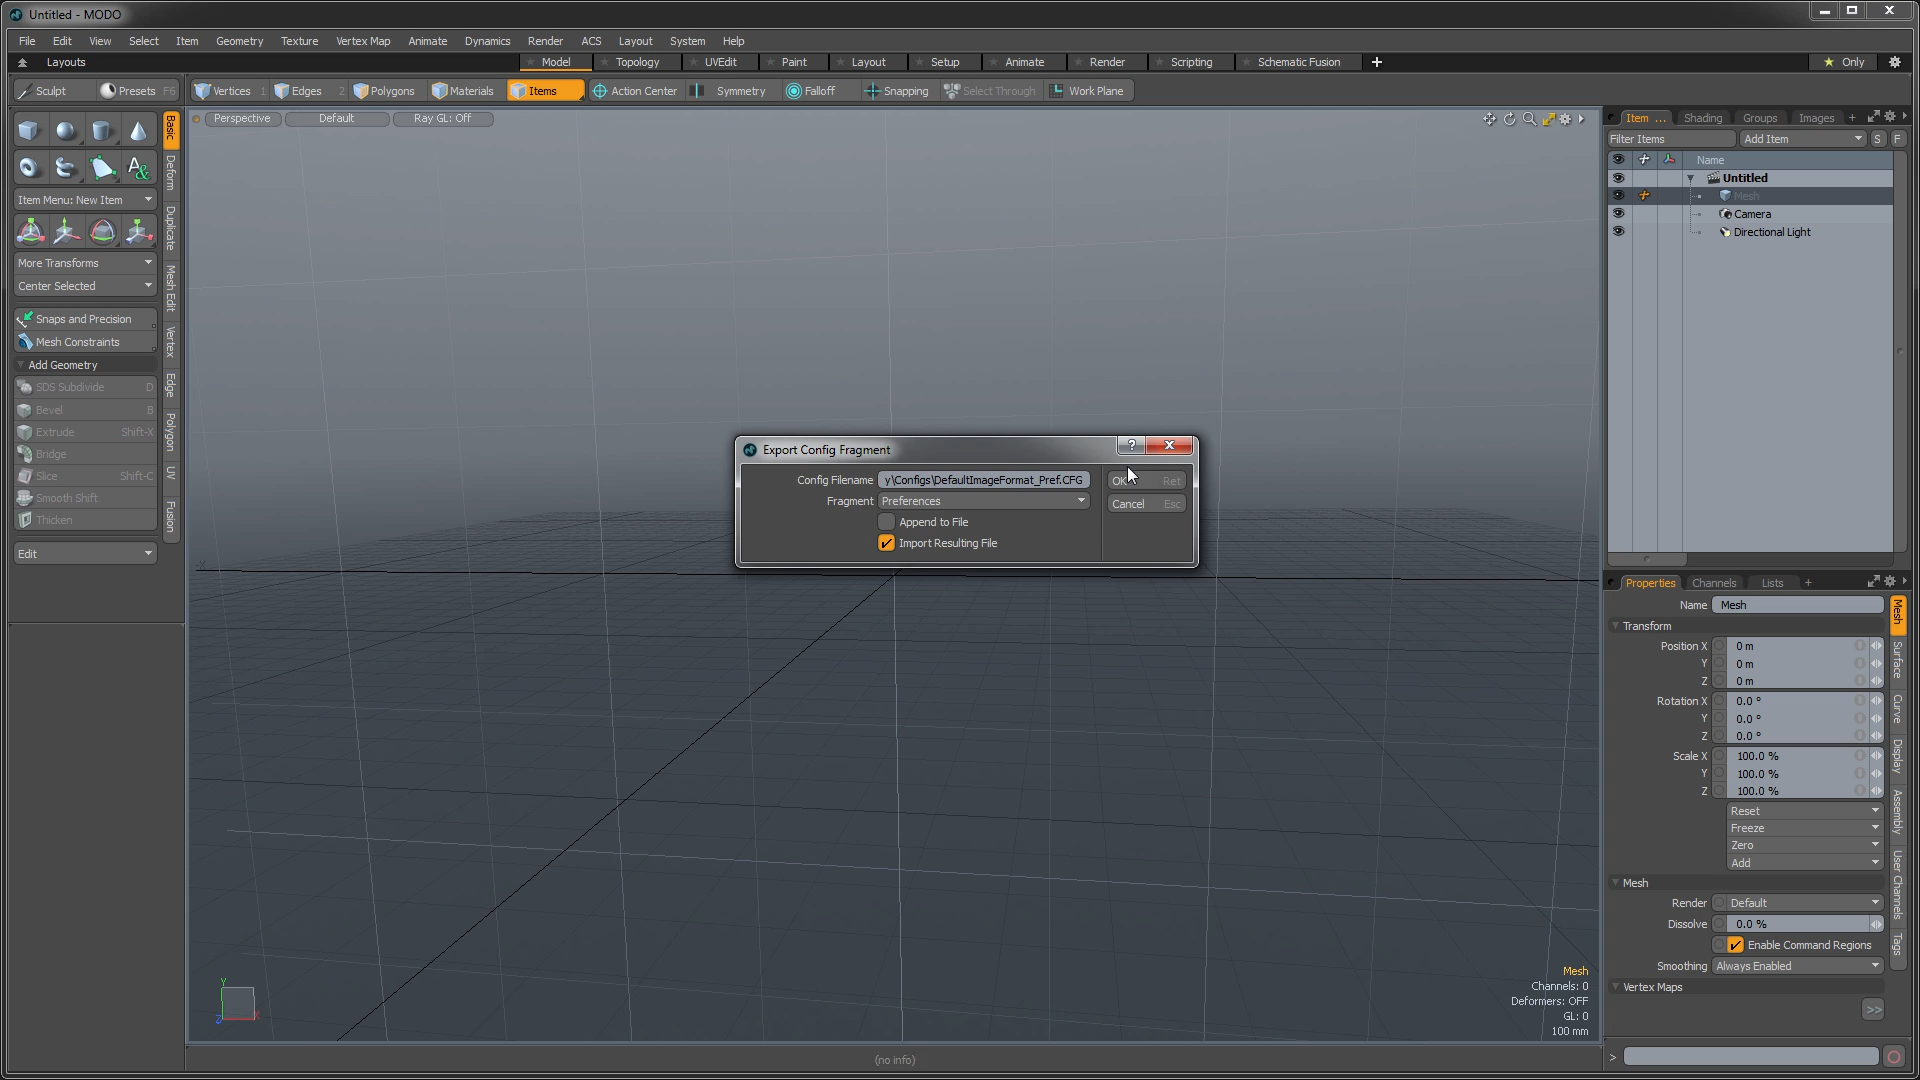 Untitled - MODO
File Edit View Select Item Geometry Texture Vertex Map Animate Dynamics Render ACS Layout System Help
Layouts Model Topology UVEdit Paint Layout Setup Animate Render Scripting Schematic Fusion + Only
Sculpt Presets F6 Vertices 1 Edges 2 Polygons Materials Items Action Center Symmetry Falloff Snapping Select Through Work Plane
Perspective Default Ray GL: Off
Basic
Deform
Duplicate
Mesh Edit
Vertex
Edge
Polygon
UV
Fusion
Item Menu: New Item
More Transforms
Center Selected
Snaps and Precision
Mesh Constraints
Add Geometry
SDS Subdivide D
Bevel B
Extrude Shift-X
Bridge
Slice Shift-C
Smooth Shift
Thicken
Edit
-X
Export Config Fragment ?
Config Filename y\Configs\DefaultImageFormat_Pref.CFG OK Ret
Fragment Preferences Cancel Esc
Append to File
Import Resulting File
Y
Z X
Mesh
Channels: 0
Deformers: OFF
GL: 0
100 mm
(no info)
Item ... Shading Groups Images +
Filter Items Add Item S F
Name
Untitled
Mesh
Camera
Directional Light
Properties Channels Lists +
Name Mesh
Transform
Position X 0 m
Y 0 m
Z 0 m
Rotation X 0.0 °
Y 0.0 °
Z 0.0 °
Scale X 100.0 %
Y 100.0 %
Z 100.0 %
Reset
Freeze
Zero
Add
Mesh
Render Default
Dissolve 0.0 %
Enable Command Regions
Smoothing Always Enabled
Vertex Maps
>>
>
Mesh
Surface
Curve
Display
Assembly
User Channels
Tags